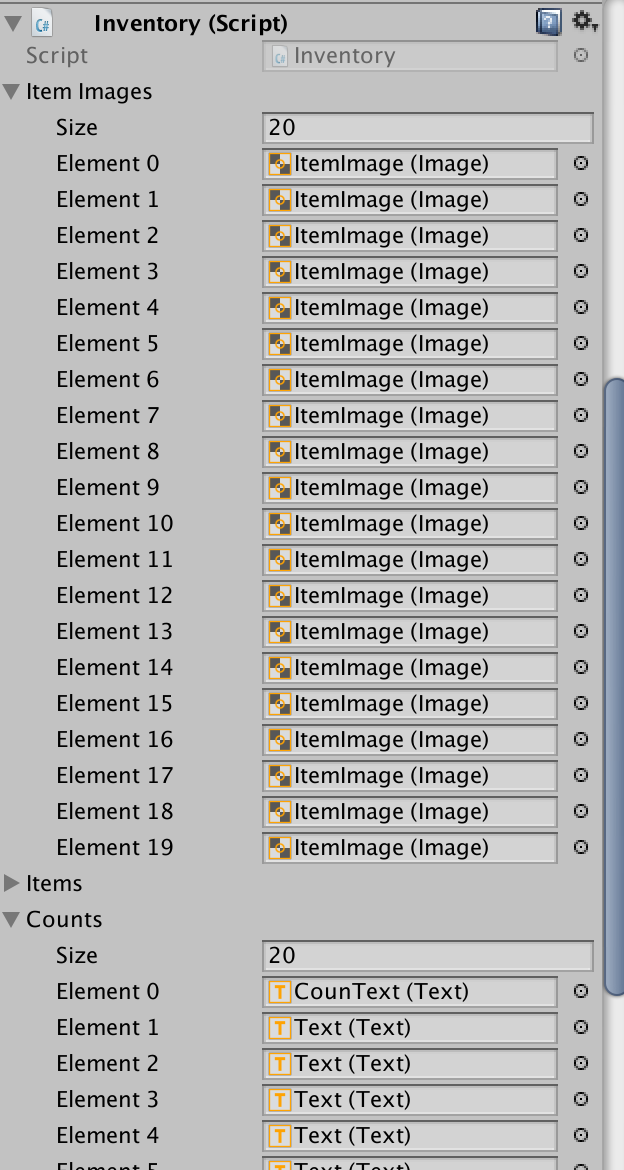 Inventory (Script)
Script Inventory
Item Images
Size 20
Element 0 ItemImage (Image)
Element 1 ItemImage (Image)
Element 2 ItemImage (Image)
Element 3 ItemImage (Image)
Element 4 ItemImage (Image)
Element 5 ItemImage (Image)
Element 6 ItemImage (Image)
Element 7 ItemImage (Image)
Element 8 ItemImage (Image)
Element 9 ItemImage (Image)
Element 10 ItemImage (Image)
Element 11 ItemImage (Image)
Element 12 ItemImage (Image)
Element 13 ItemImage (Image)
Element 14 ItemImage (Image)
Element 15 ItemImage (Image)
Element 16 ItemImage (Image)
Element 17 ItemImage (Image)
Element 18 ItemImage (Image)
Element 19 ItemImage (Image)
Items
Counts
Size 20
Element 0 CounText (Text)
Element 1 Text (Text)
Element 2 Text (Text)
Element 3 Text (Text)
Element 4 Text (Text)
Element 5 Text (Text)